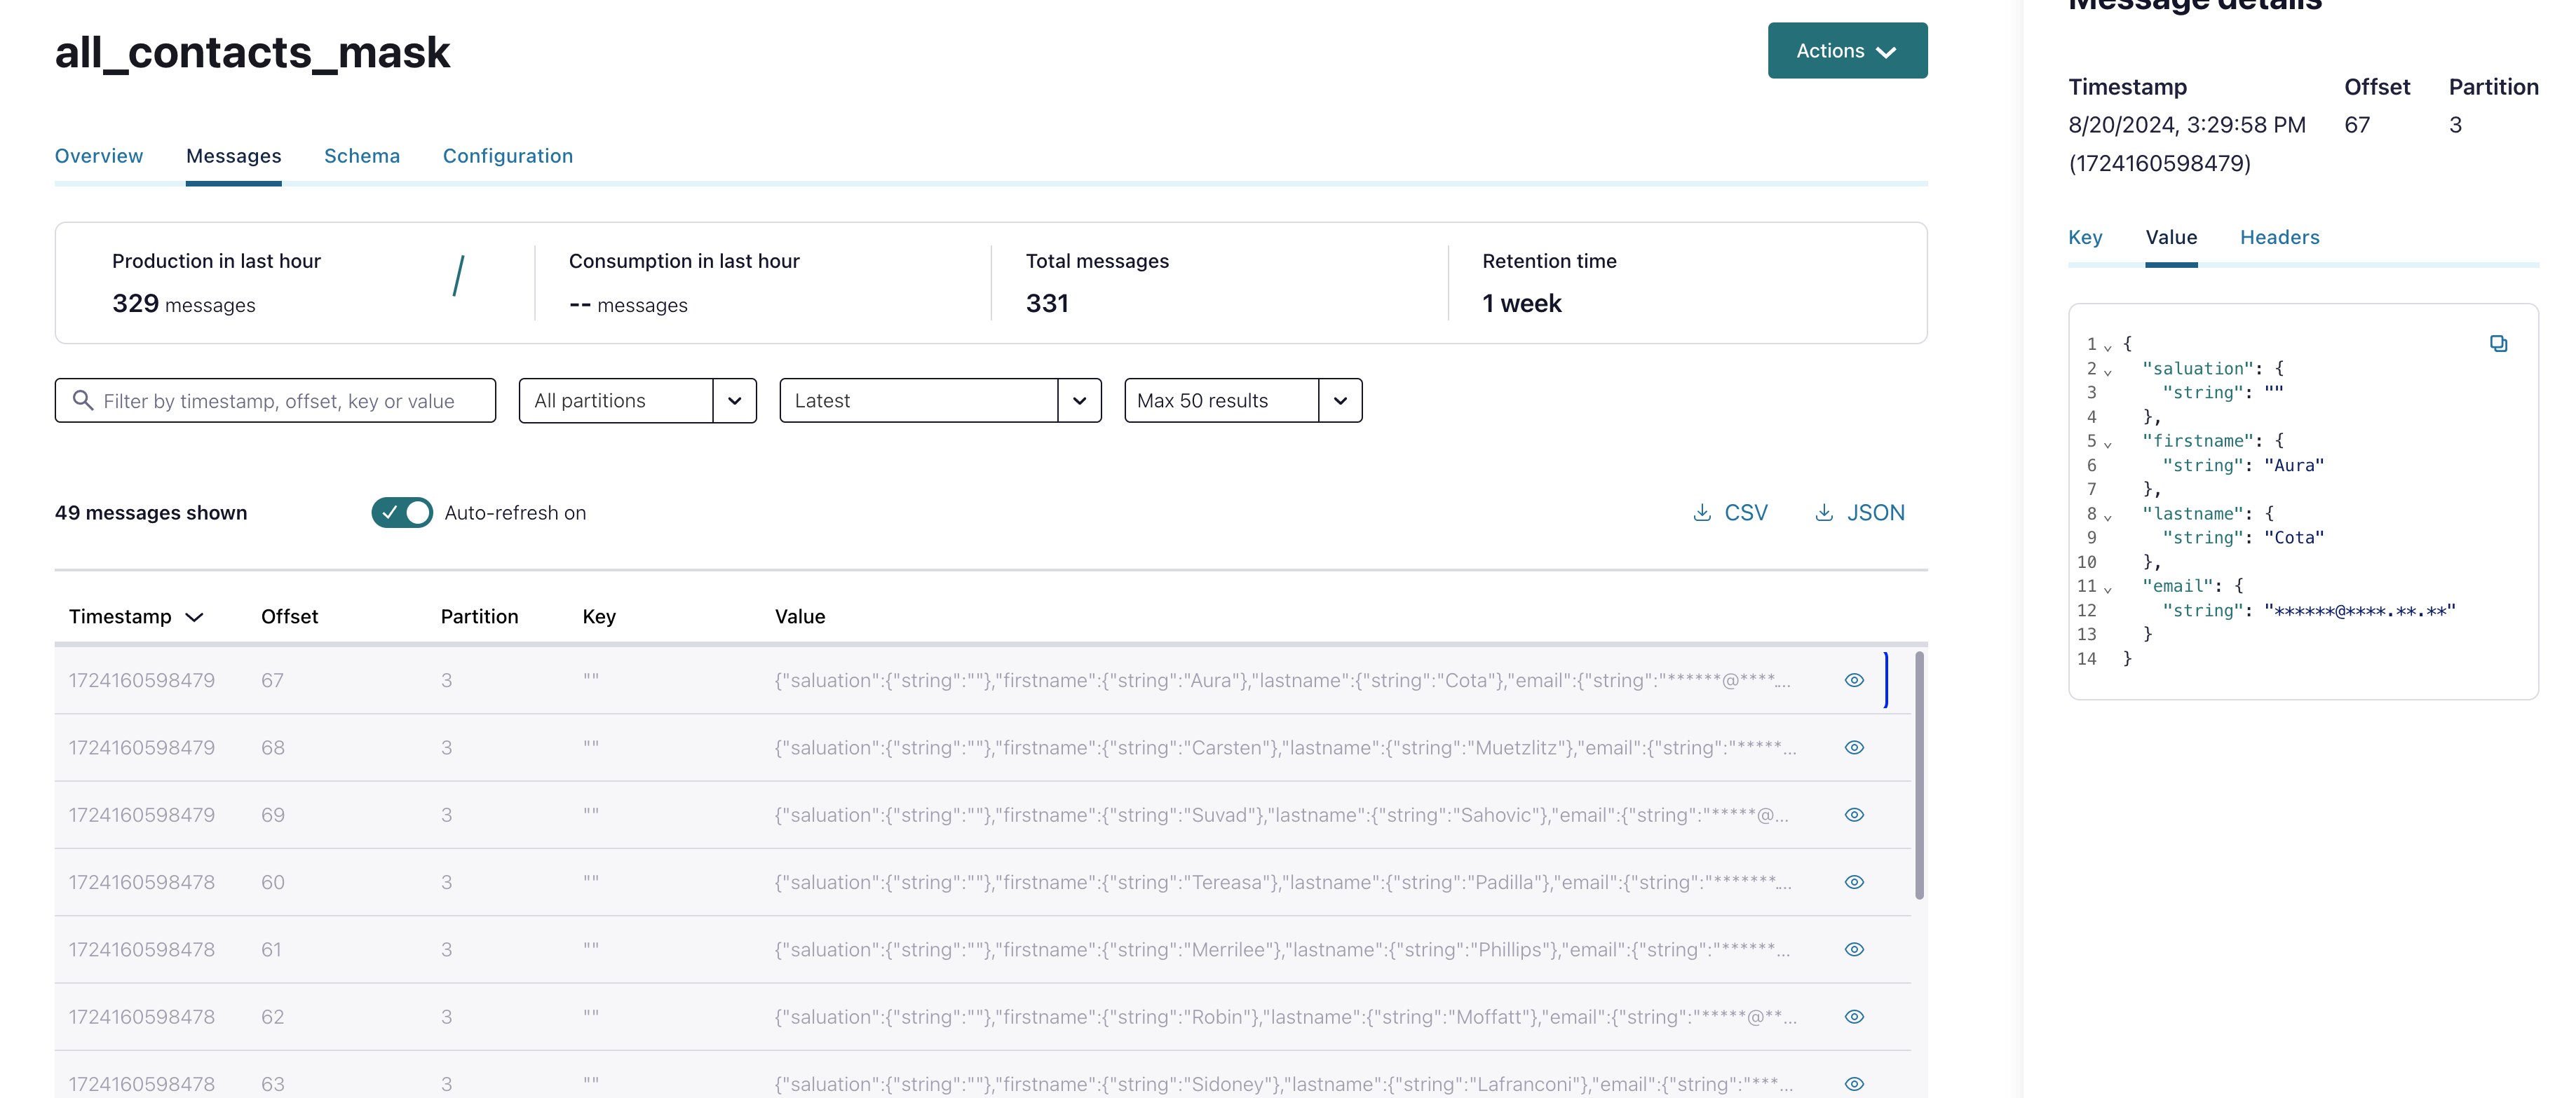 all_contacts_mask
Actions
Overview Messages Schema Configuration
Production in last hour
329 messages
Consumption in last hour
-- messages
Total messages
331
Retention time
1 week
Filter by timestamp, offset, key or value
All partitions
Latest
Max 50 results
49 messages shown
Auto-refresh on
CSV
JSON
Timestamp Offset Partition Key Value
1724160598479 67 3 "" {"saluation":{"string":""},"firstname":{"string":"Aura"},"lastname":{"string":"Cota"},"email":{"string":"******@****...
1724160598479 68 3 "" {"saluation":{"string":""},"firstname":{"string":"Carsten"},"lastname":{"string":"Muetzlitz"},"email":{"string":"*****...
1724160598479 69 3 "" {"saluation":{"string":""},"firstname":{"string":"Suvad"},"lastname":{"string":"Sahovic"},"email":{"string":"*****@...
1724160598478 60 3 "" {"saluation":{"string":""},"firstname":{"string":"Tereasa"},"lastname":{"string":"Padilla"},"email":{"string":"*******...
1724160598478 61 3 "" {"saluation":{"string":""},"firstname":{"string":"Merrilee"},"lastname":{"string":"Phillips"},"email":{"string":"******...
1724160598478 62 3 "" {"saluation":{"string":""},"firstname":{"string":"Robin"},"lastname":{"string":"Moffatt"},"email":{"string":"*****@**...
1724160598478 63 3 "" {"saluation":{"string":""},"firstname":{"string":"Sidoney"},"lastname":{"string":"Lafranconi"},"email":{"string":"***...
Message details
Timestamp Offset Partition
8/20/2024, 3:29:58 PM 67 3
(1724160598479)
Key Value Headers
1 {
2 "saluation": {
3 "string": ""
4 },
5 "firstname": {
6 "string": "Aura"
7 },
8 "lastname": {
9 "string": "Cota"
10 },
11 "email": {
12 "string": "******@****.**.**"
13 }
14 }